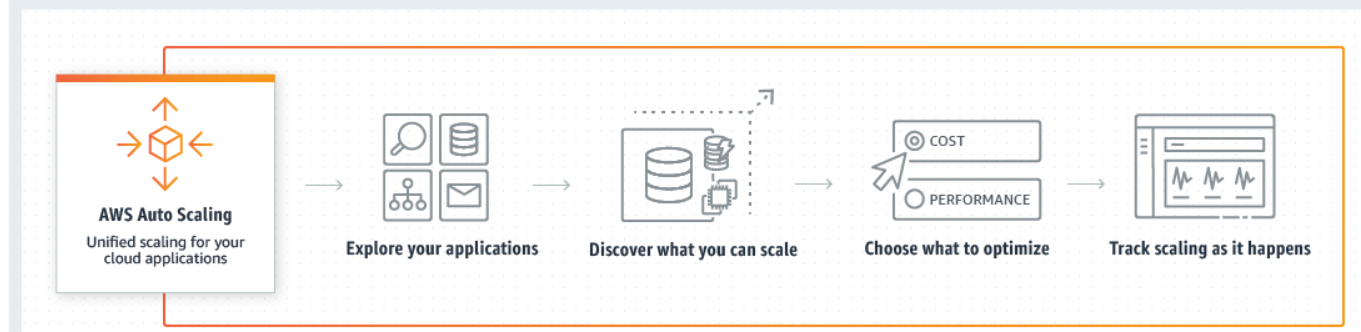 AWS Auto Scaling
Unified scaling for your
cloud applications
Explore your applications
Discover what you can scale
COST
PERFORMANCE
Choose what to optimize
Track scaling as it happens